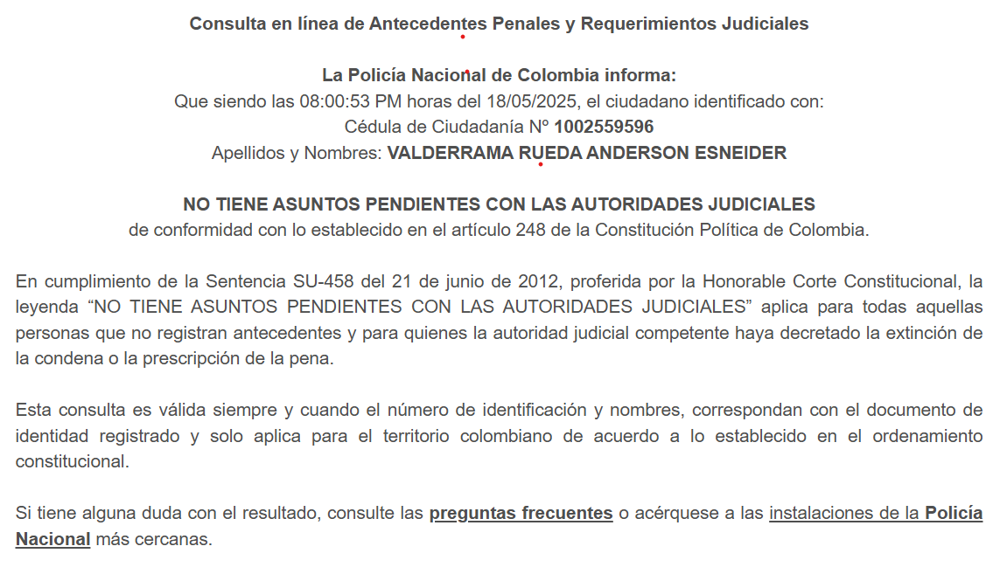 Consulta en línea de Antecedentes Penales y Requerimientos Judiciales
La Policía Nacional de Colombia informa:
Que siendo las 08:00:53 PM horas del 18/05/2025, el ciudadano identificado con:
Cédula de Ciudadanía Nº 1002559596
Apellidos y Nombres: VALDERRAMA RUEDA ANDERSON ESNEIDER
NO TIENE ASUNTOS PENDIENTES CON LAS AUTORIDADES JUDICIALES
de conformidad con lo establecido en el artículo 248 de la Constitución Política de Colombia.
En cumplimiento de la Sentencia SU-458 del 21 de junio de 2012, proferida por la Honorable Corte Constitucional, la
leyenda “NO TIENE ASUNTOS PENDIENTES CON LAS AUTORIDADES JUDICIALES” aplica para todas aquellas
personas que no registran antecedentes y para quienes la autoridad judicial competente haya decretado la extinción de
la condena o la prescripción de la pena.
Esta consulta es válida siempre y cuando el número de identificación y nombres, correspondan con el documento de
identidad registrado y solo aplica para el territorio colombiano de acuerdo a lo establecido en el ordenamiento
constitucional.
Si tiene alguna duda con el resultado, consulte las preguntas frecuentes o acérquese a las instalaciones de la Policía
Nacional más cercanas.